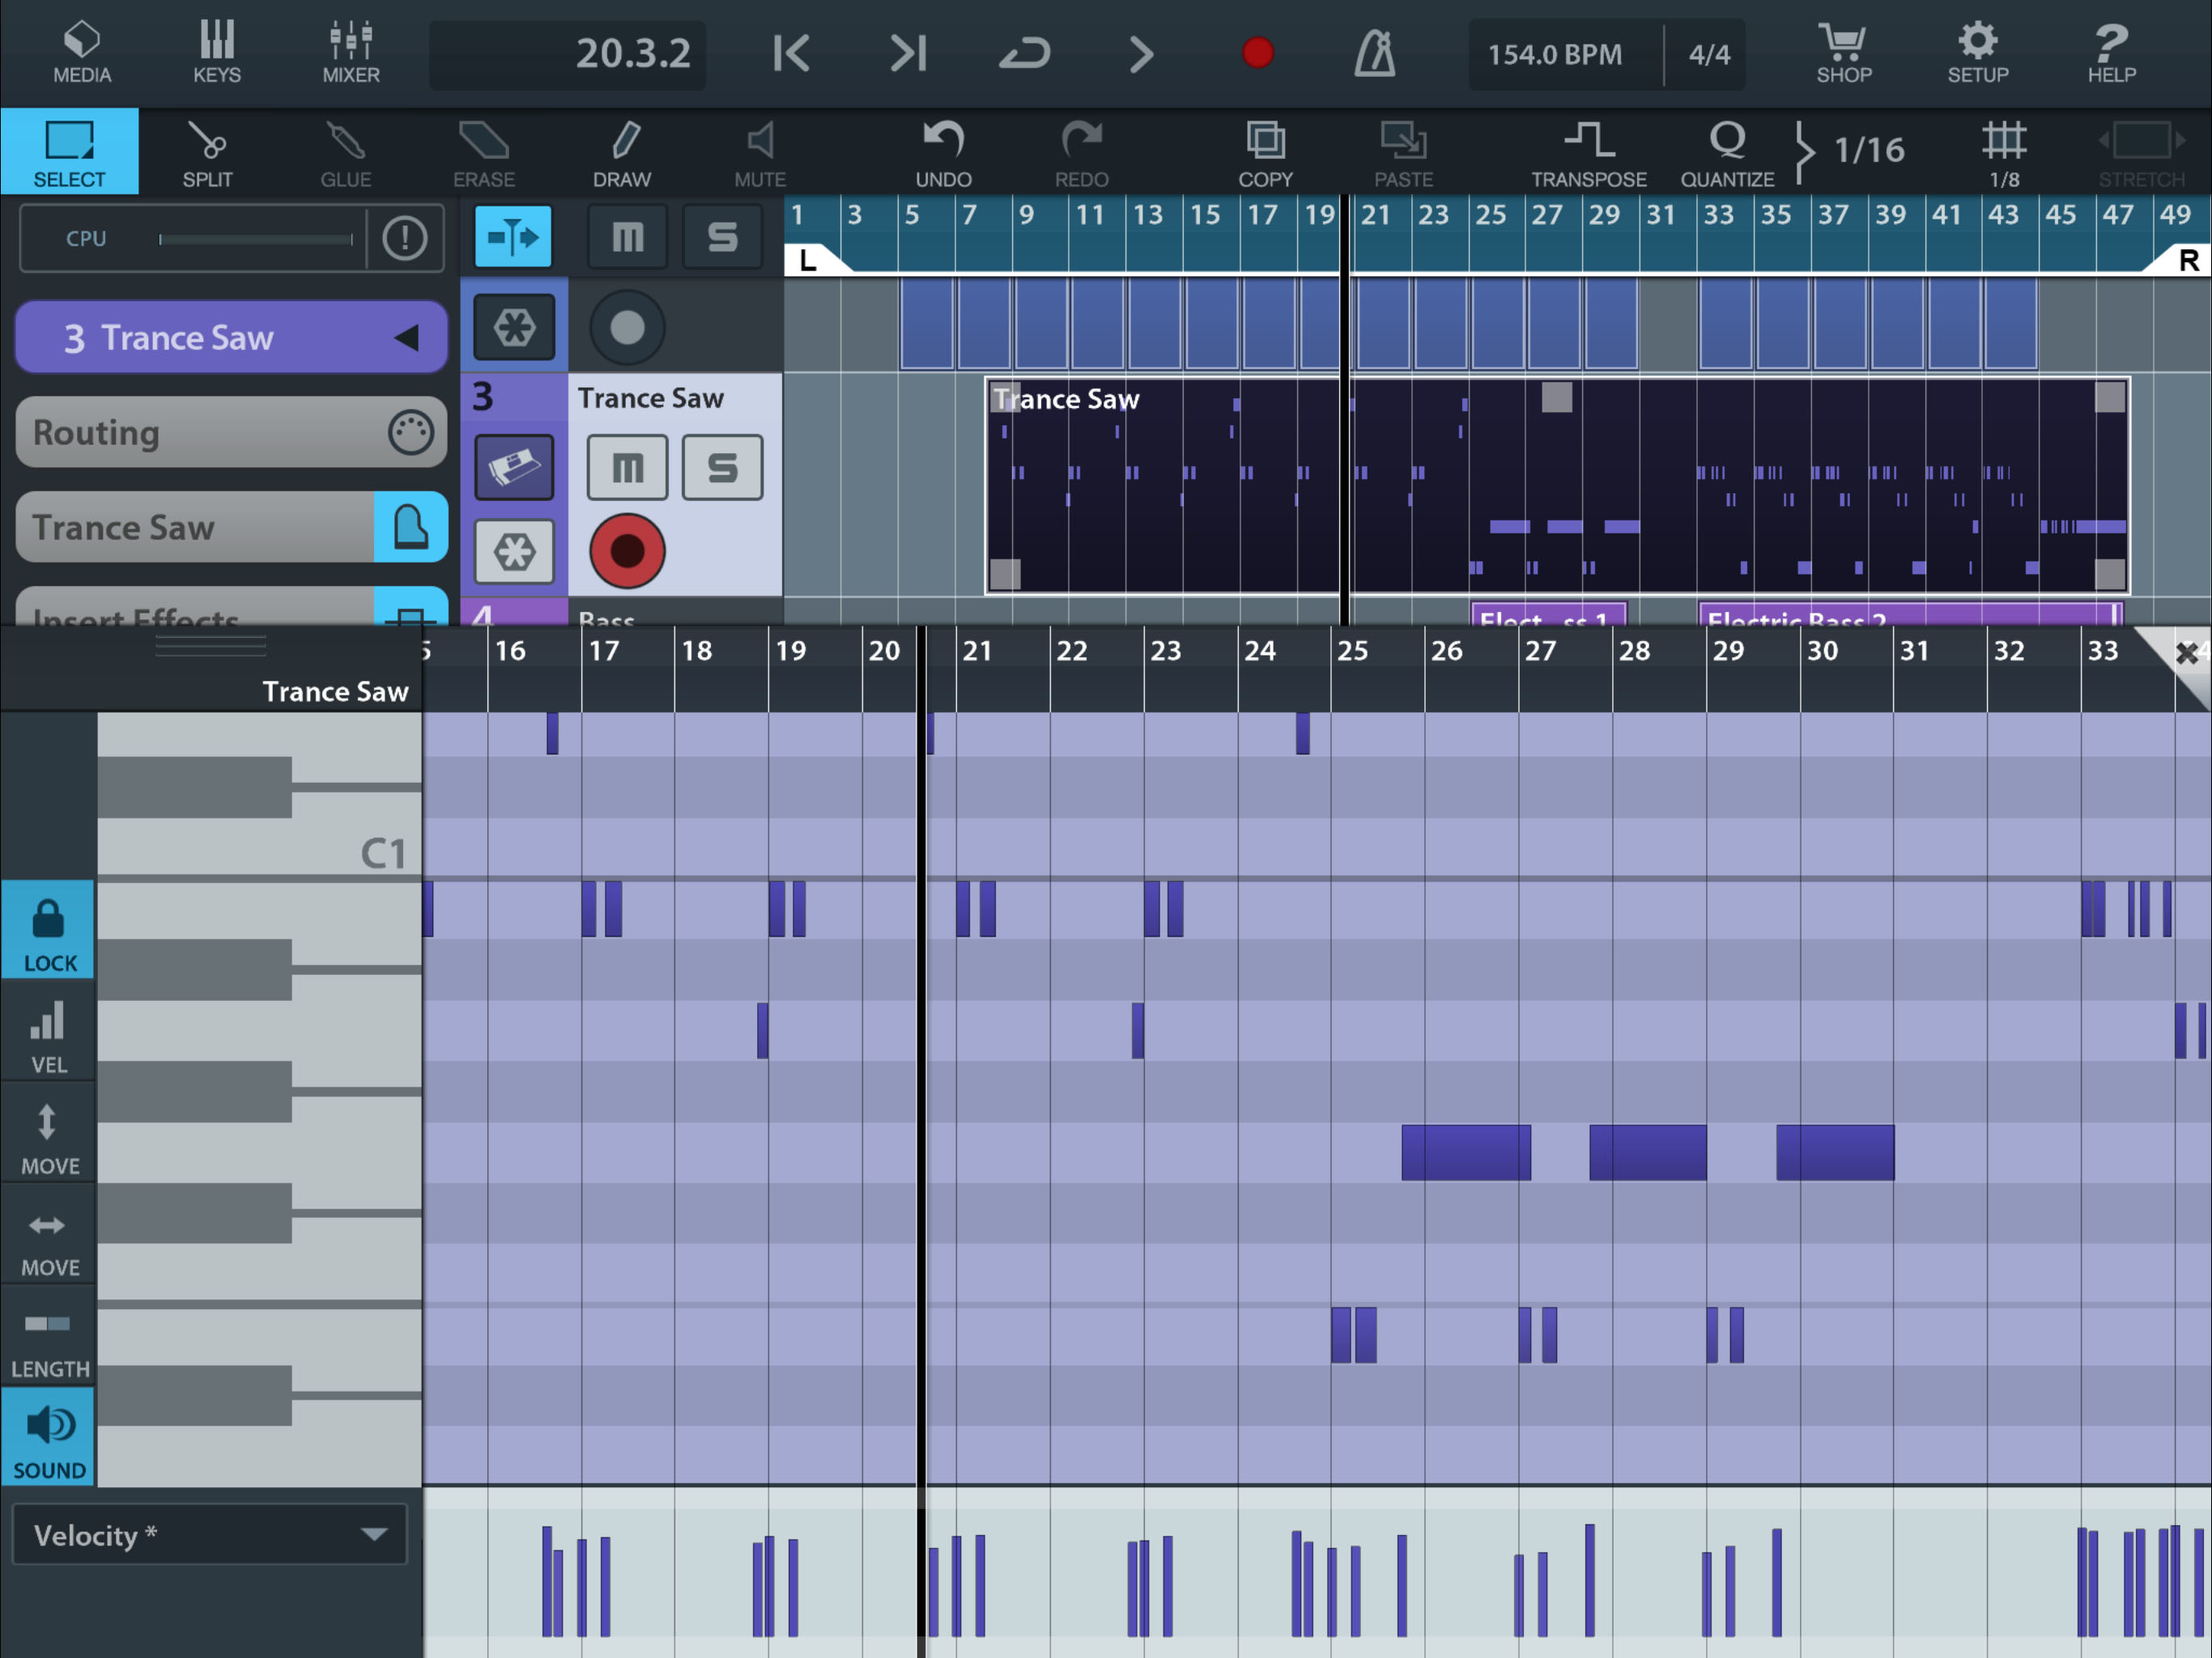 MEDIA KEYS MIXER 20.3.2 154.0 BPM 4/4 SHOP SETUP ? HELP
SELECT SPLIT GLUE ERASE DRAW MUTE UNDO REDO COPY PASTE TRANSPOSE Q QUANTIZE 1/16 1/8 STRETCH
CPU ! m S 1 3 5 7 9 11 13 15 17 19 21 23 25 27 29 31 33 35 37 39 41 43 45 47 49
L R
3 Trance Saw
3 Trance Saw Trance Saw
Routing
m S
Trance Saw
Insert Effects 4 Bass Elect...ss 1 Electric Bass 2
16 17 18 19 20 21 22 23 24 25 26 27 28 29 30 31 32 33
Trance Saw
C1
LOCK
VEL
MOVE
MOVE
LENGTH
SOUND
Velocity *